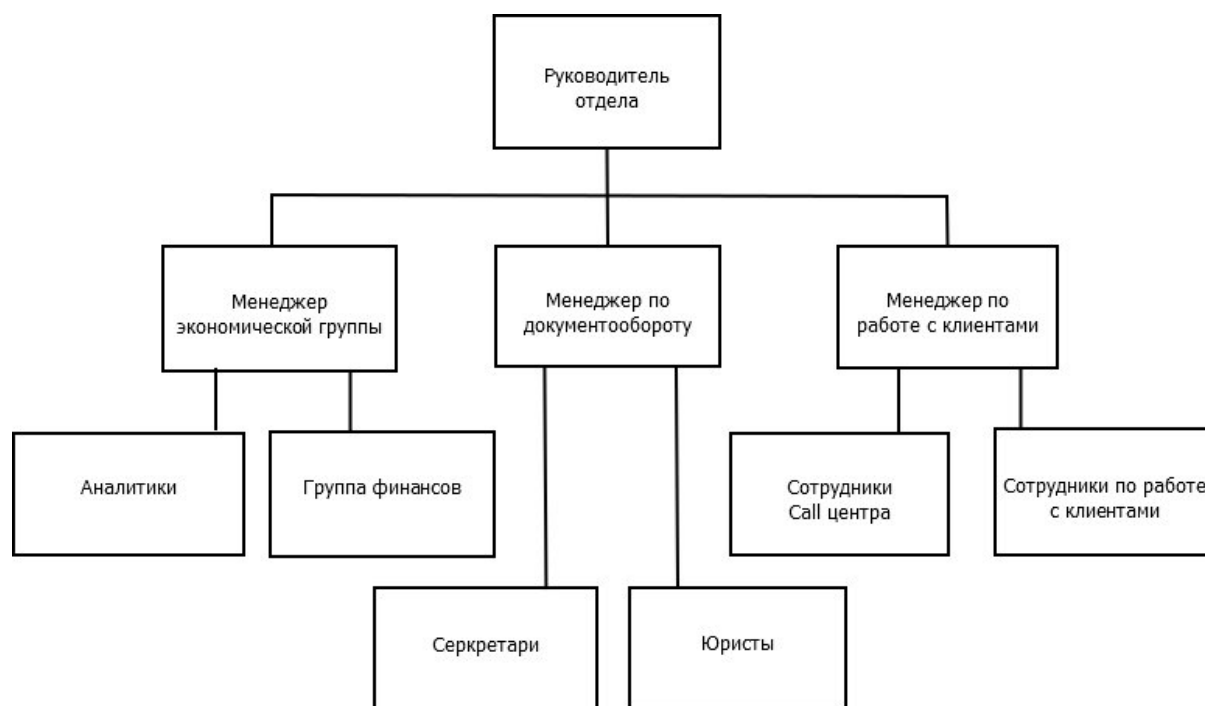 Руководитель
отдела
Менеджер
экономической группы
Менеджер по
документообороту
Менеджер по
работе с клиентами
Аналитики
Группа финансов
Сотрудники
Call центра
Сотрудники по работе
с клиентами
Серкретари
Юристы